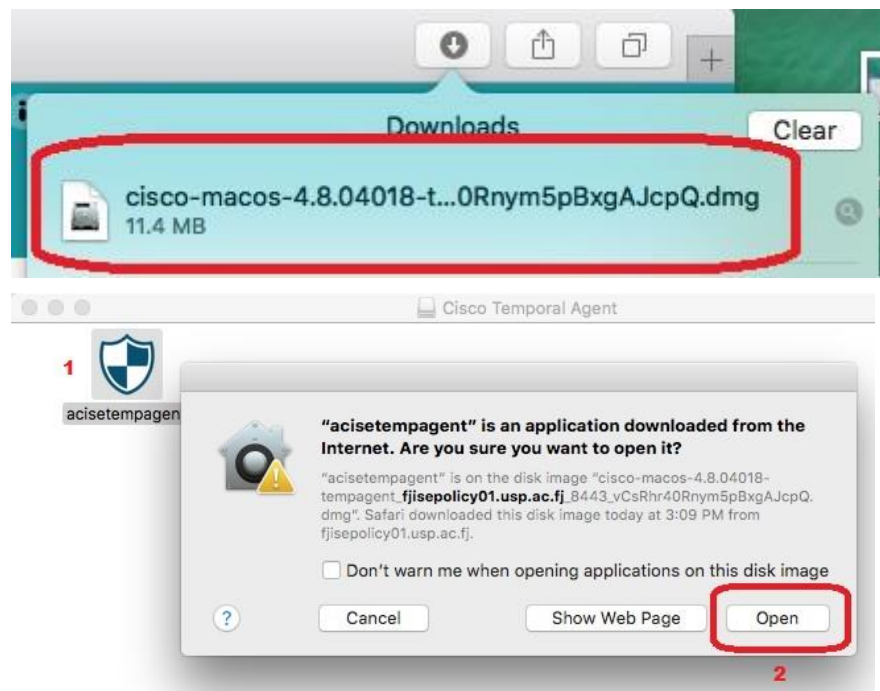 Downloads
Clear
cisco-macos-4.8.04018-t...0Rnym5pBxgAJcpQ.dmg
11.4 MB
Cisco Temporal Agent
1
acisetempagen
"acisetempagent" is an application downloaded from the
Internet. Are you sure you want to open it?
"acisetempagent" is on the disk image "cisco-macos-4.8.04018-
tempagent_fjisepolicy01.usp.ac.fj_8443_vCsRhr40Rnym5pBxgAJcpQ.
dmg". Safari downloaded this disk image today at 3:09 PM from
fjisepolicy01.usp.ac.fj.
Don't warn me when opening applications on this disk image
?
Cancel
Show Web Page
Open
2